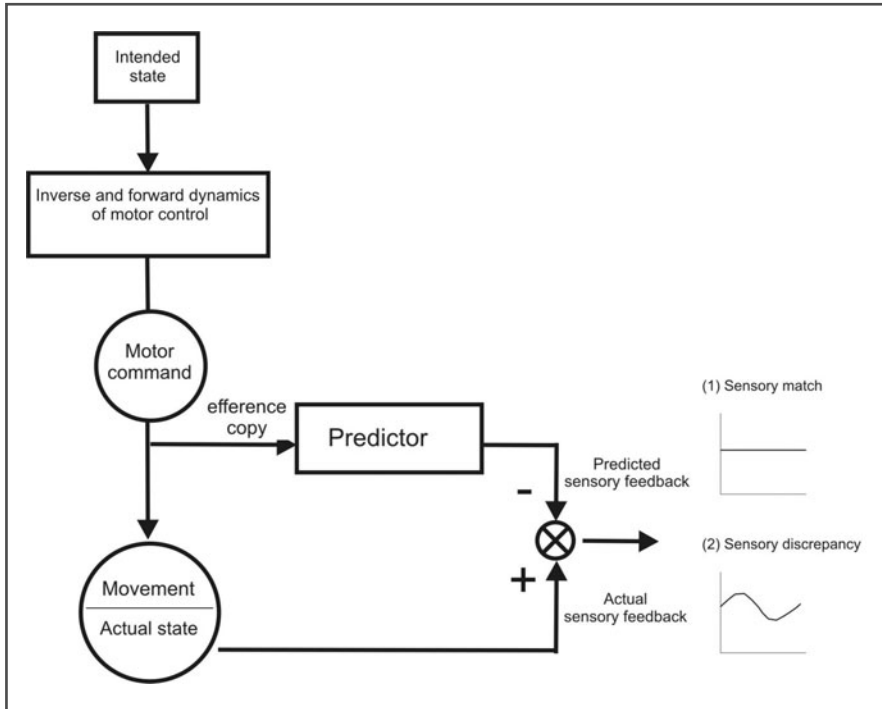 Intended
state
Inverse and forward dynamics
of motor control
Motor
command
efference
copy
Predictor
(1) Sensory match
-
Predicted
sensory feedback
(2) Sensory discrepancy
+
Movement
Actual state
Actual
sensory feedback